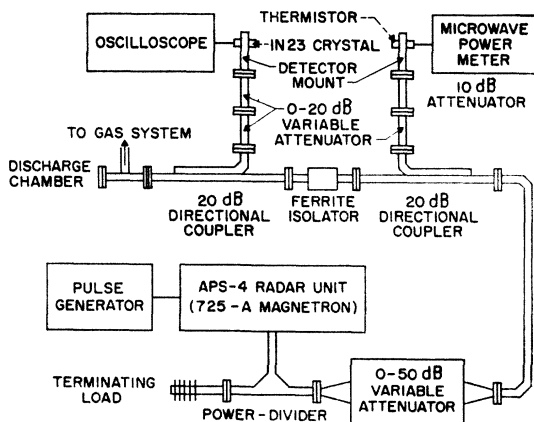 OSCILLOSCOPE
THERMISTOR
IN23 CRYSTAL
DETECTOR
MOUNT
MICROWAVE
POWER
METER
10 dB
ATTENUATOR
0-20 dB
VARIABLE
ATTENUATOR
TO GAS SYSTEM
DISCHARGE
CHAMBER
20 dB
DIRECTIONAL
COUPLER
FERRITE
ISOLATOR
20 dB
DIRECTIONAL
COUPLER
PULSE
GENERATOR
APS-4 RADAR UNIT
(725-A MAGNETRON)
TERMINATING
LOAD
POWER-DIVIDER
0-50 dB
VARIABLE
ATTENUATOR